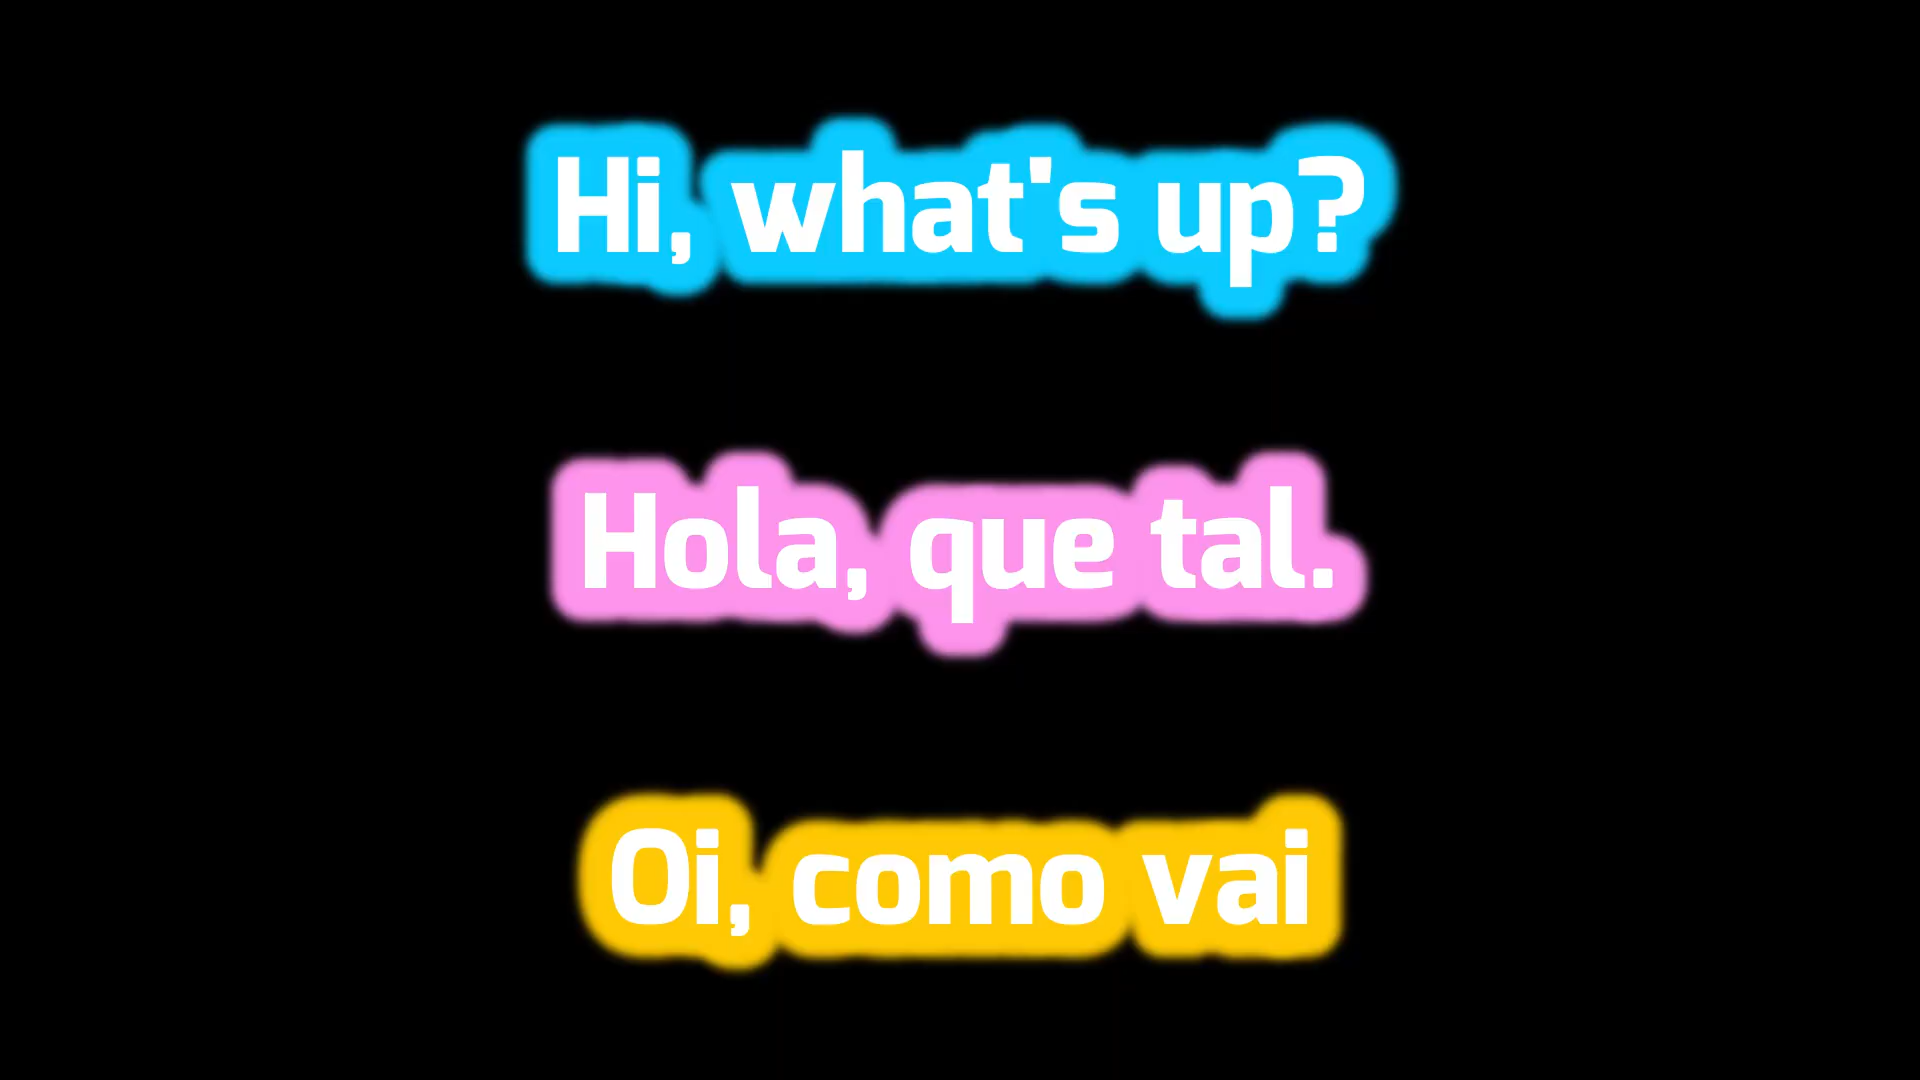 Hi, what's up?
Hola, que tal.
Oi, como vai